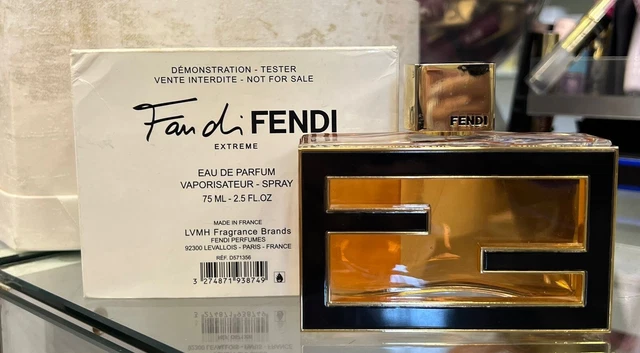 DÉMONSTRATION - TESTER
VENTE INTERDITE - NOT FOR SALE
Fan di FENDI
EXTREME
EAU DE PARFUM
VAPORISATEUR - SPRAY
75 ML - 2.5 FL.OZ
MADE IN FRANCE
LVMH Fragrance Brands
FENDI PERFUMES
92300 LEVALLOIS - PARIS - FRANCE
RÉF. D571356
3 274871 938749
FENDI